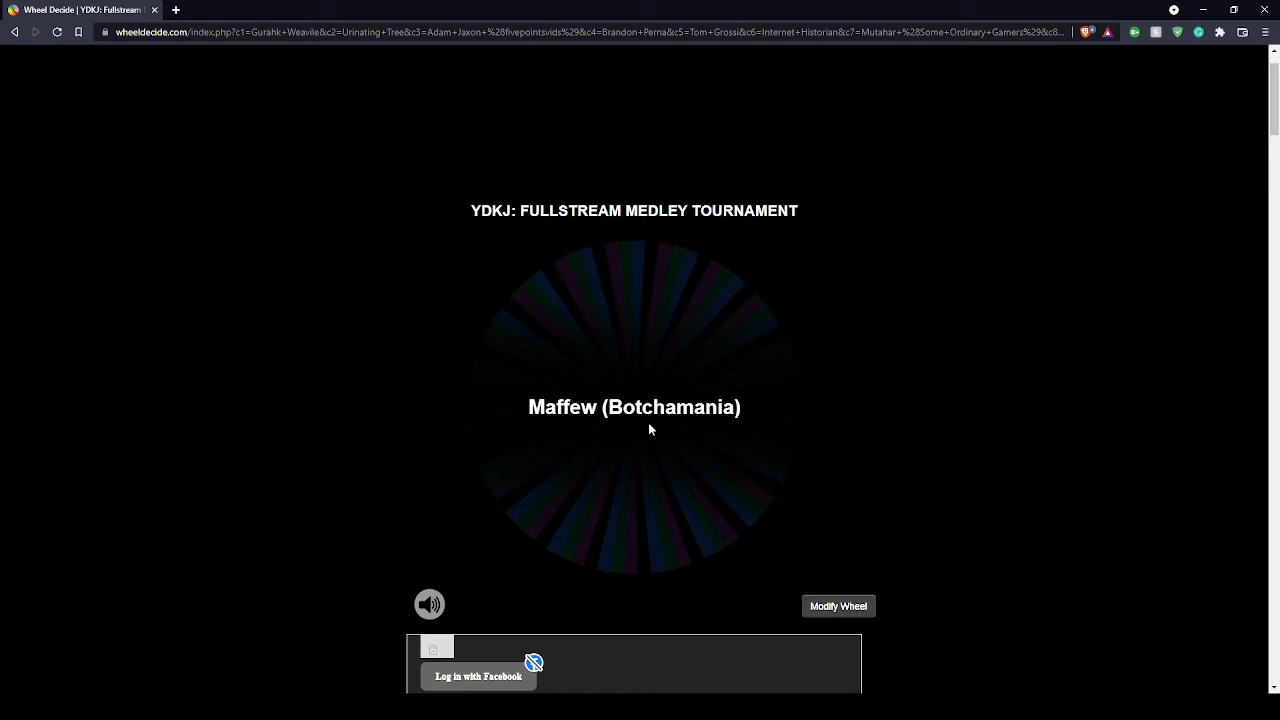 Wheel Decide | YDKJ: Fullstream
wheeldecide.com/index.php?c1=Gurahk+Weavile&c2=Urinating+Tree&c3=Adam+Jaxon+%28fivepointsvids%29&c4=Brandon+Perna&c5=Tom+Grossi&c6=Internet+Historian&c7=Mutahar+%28Some+Ordinary+Gamers%29&c8...
YDKJ: FULLSTREAM MEDLEY TOURNAMENT
Maffew (Botchamania)
Modify Wheel
Log in with Facebook